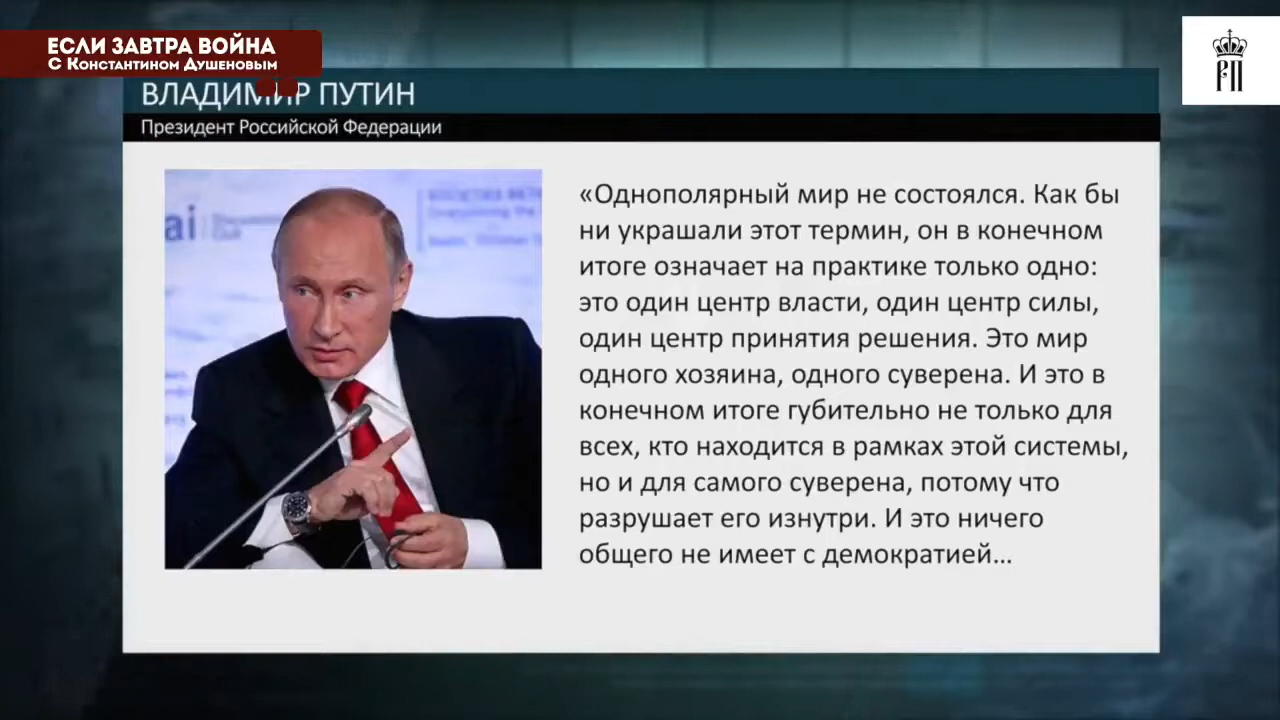 ЕСЛИ ЗАВТРА ВОЙНА
С Константином Душеновым
РП
ВЛАДИМИР ПУТИН
Президент Российской Федерации
ai
«Однополярный мир не состоялся. Как бы
ни украшали этот термин, он в конечном
итоге означает на практике только одно:
это один центр власти, один центр силы,
один центр принятия решения. Это мир
одного хозяина, одного суверена. И это в
конечном итоге губительно не только для
всех, кто находится в рамках этой системы,
но и для самого суверена, потому что
разрушает его изнутри. И это ничего
общего не имеет с демократией…